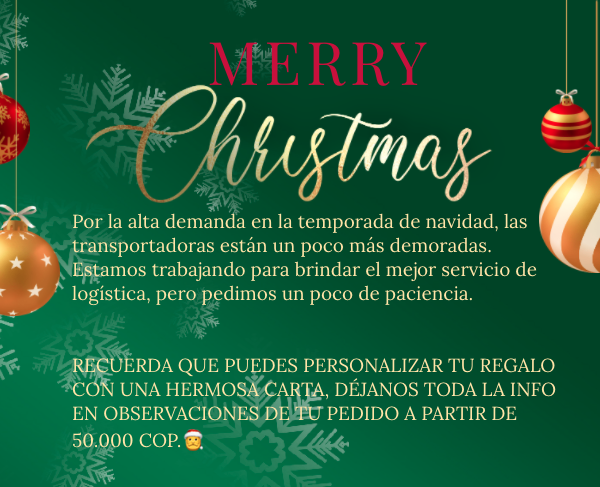 MERRY
Christmas
Por la alta demanda en la temporada de navidad, las
transportadoras están un poco más demoradas.
Estamos trabajando para brindar el mejor servicio de
logística, pero pedimos un poco de paciencia.
RECUERDA QUE PUEDES PERSONALIZAR TU REGALO
CON UNA HERMOSA CARTA, DÉJANOS TODA LA INFO
EN OBSERVACIONES DE TU PEDIDO A PARTIR DE
50.000 COP.🎅